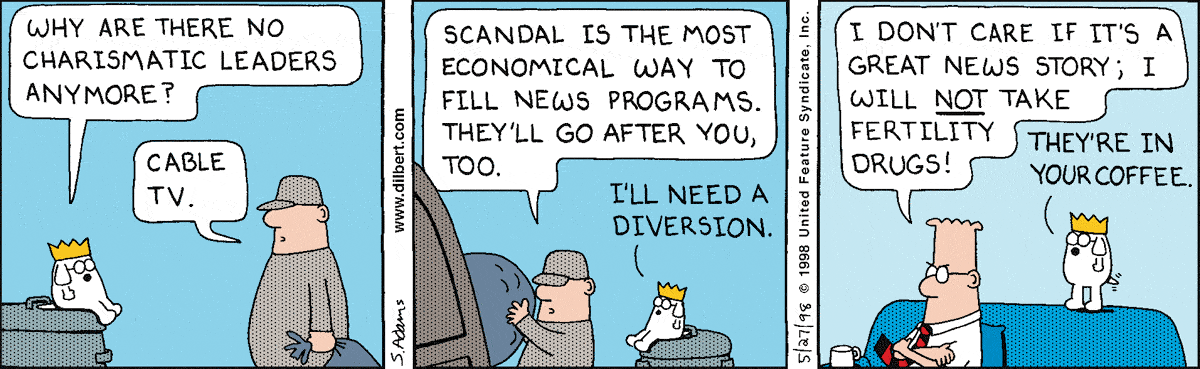 WHY ARE THERE NO
CHARISMATIC LEADERS
ANYMORE?
CABLE
TV.
S. Adams
www.dilbert.com
SCANDAL IS THE MOST
ECONOMICAL WAY TO
FILL NEWS PROGRAMS.
THEY'LL GO AFTER YOU,
TOO.
I'LL NEED A
DIVERSION.
5/27/98 © 1998 United Feature Syndicate, Inc.
I DON'T CARE IF IT'S A
GREAT NEWS STORY; I
WILL NOT TAKE
FERTILITY
DRUGS!
THEY'RE IN
YOUR COFFEE.